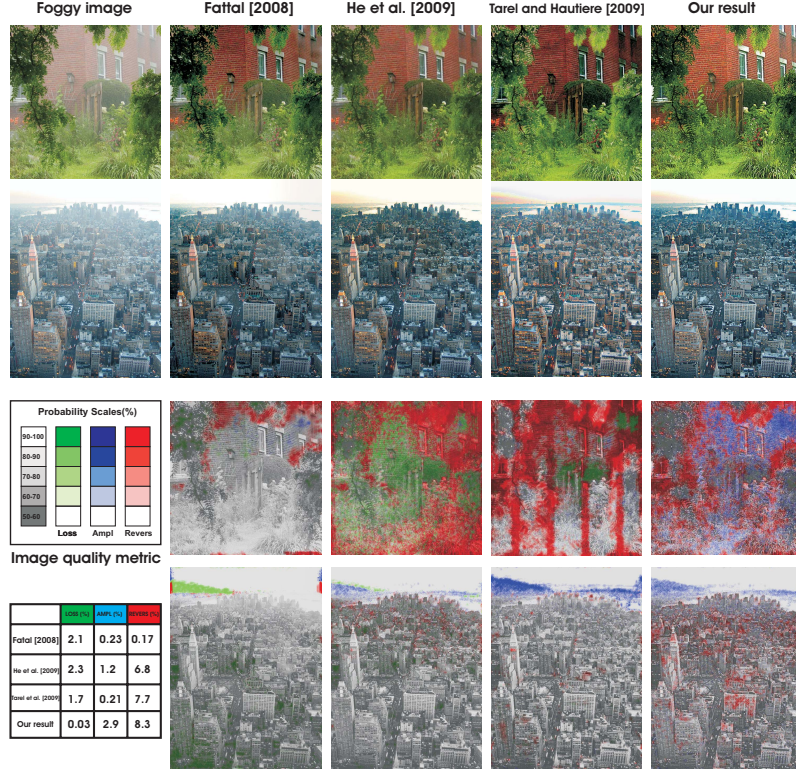 Foggy image Fattal [2008] He et al. [2009] Tarel and Hautiere [2009] Our result
Probability Scales(%)
90-100
80-90
70-80
60-70
50-60
Loss Ampl Revers
Image quality metric
LOSS (%) AMPL (%) REVERS (%)
Fatal [2008] 2.1 0.23 0.17
He et al. [2009] 2.3 1.2 6.8
Tarel et al. [2009] 1.7 0.21 7.7
Our result 0.03 2.9 8.3